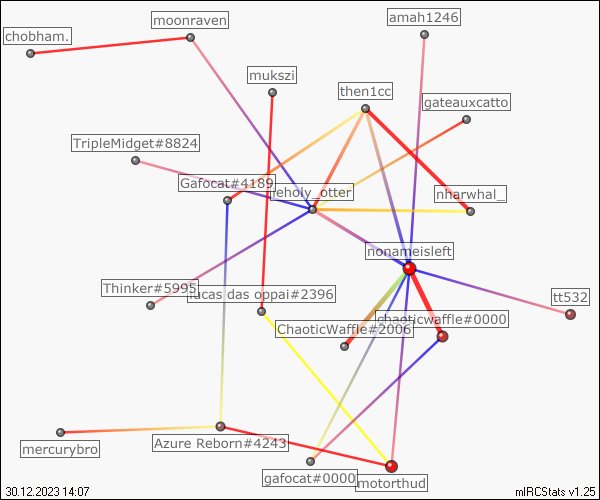 amah1246
moonraven
chobham.
mukszi
then1cc
gateauxcatto
TripleMidget#8824
Gafocat#4189
leholy_otter
nharwhal_
nonameisleft
Thinker#5995
lucas das oppai#2396
tt532
chaoticwaffle#0000
ChaoticWaffle#2006
Azure Reborn#4243
mercurybro
gafocat#0000
motorthud
30.12.2023 14:07
mIRCStats v1.25